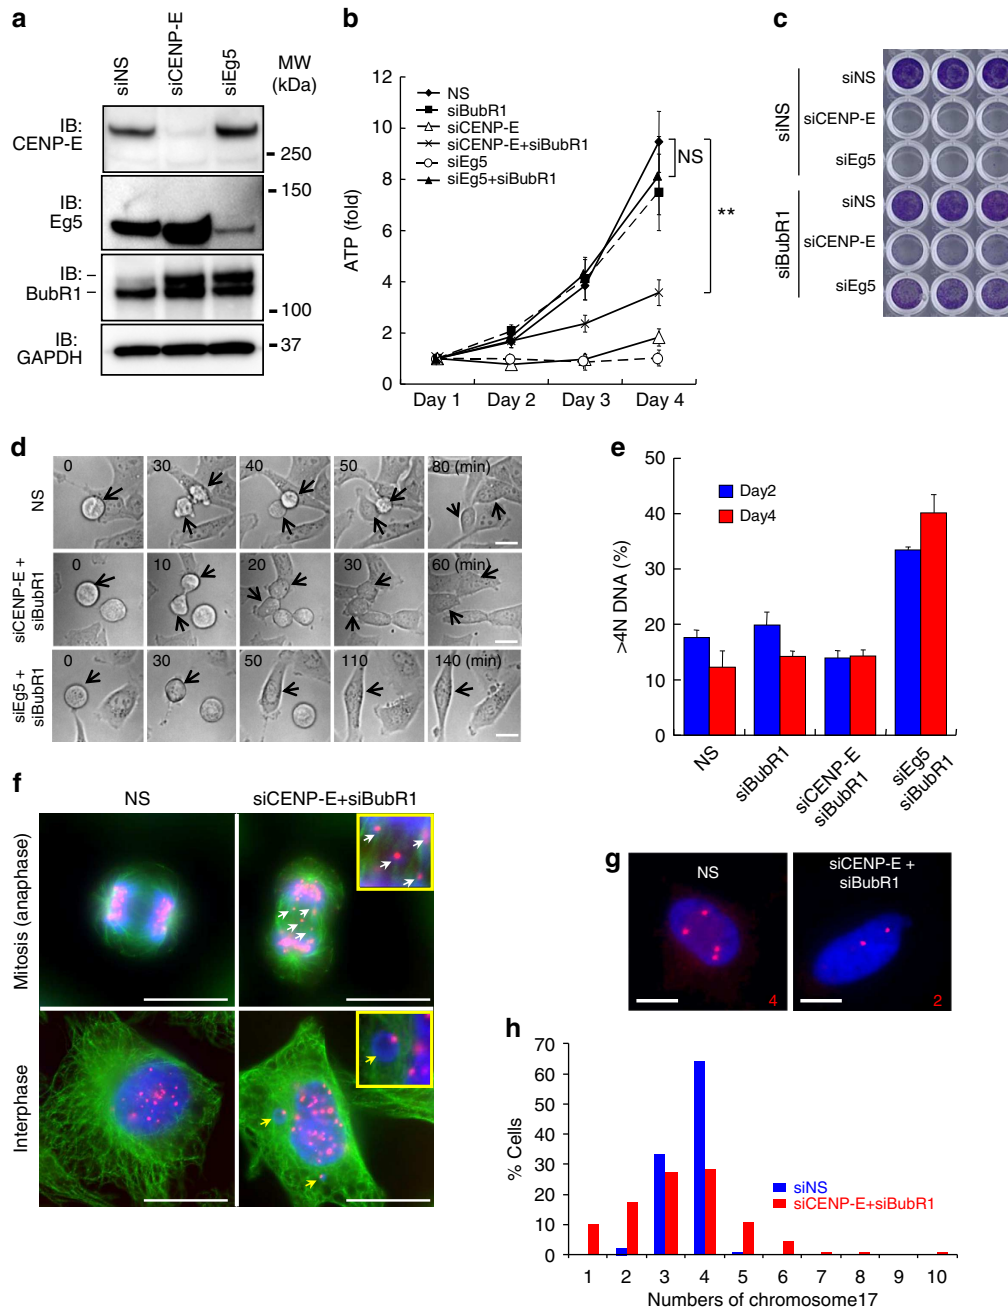 a
siNS
siCENP-E
siEg5
MW
(kDa)
IB:
CENP-E
250
150
IB:
Eg5
IB:
BubR1
100
IB:
GAPDH
37
b
12
10
8
6
4
2
0
ATP (fold)
Day 1
Day 2
Day 3
Day 4
NS
siBubR1
siCENP-E
siCENP-E+siBubR1
siEg5
siEg5+siBubR1
NS
**
c
siNS
siNS
siCENP-E
siEg5
siBubR1
siNS
siCENP-E
siEg5
d
NS
0
30
40
50
80 (min)
siCENP-E +
siBubR1
0
10
20
30
60 (min)
siEg5 +
siBubR1
0
30
50
110
140 (min)
e
50
40
30
20
10
0
>4N DNA (%)
Day2
Day4
NS
siBubR1
siCENP-E
siBubR1
siEg5
siBubR1
f
NS
siCENP-E+siBubR1
Mitosis (anaphase)
Interphase
g
NS
4
siCENP-E +
siBubR1
2
h
70
60
50
40
30
20
10
0
% Cells
siNS
siCENP-E+siBubR1
1
2
3
4
5
6
7
8
9
10
Numbers of chromosome17